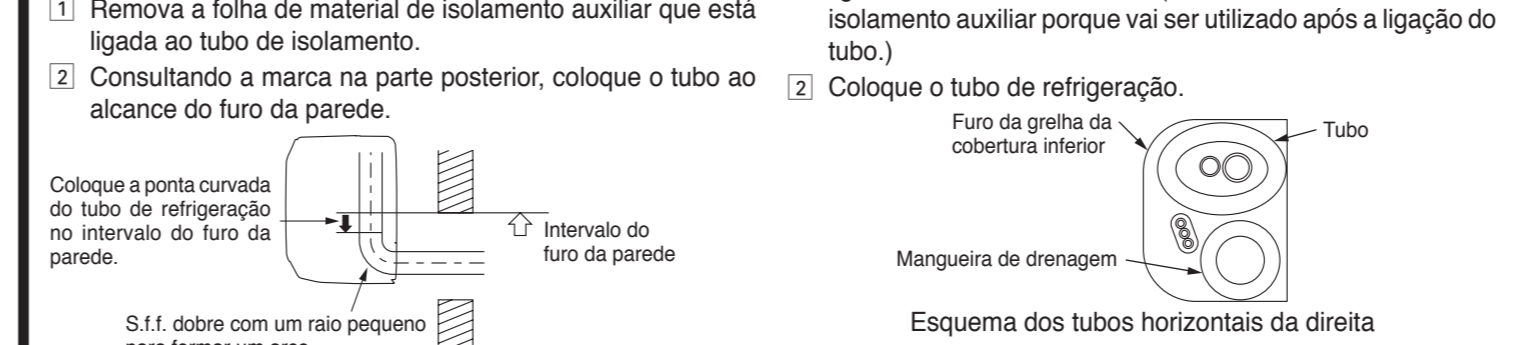 1 Remova a folha de material de isolamento auxiliar que está
ligada ao tubo de isolamento.
2 Consultando a marca na parte posterior, coloque o tubo ao
alcance do furo da parede.
Coloque a ponta curvada
do tubo de refrigeração
no intervalo do furo da
parede.
Intervalo do
furo da parede
S.f.f. dobre com um raio pequeno
isolamento auxiliar porque vai ser utilizado após a ligação do
tubo.)
2 Coloque o tubo de refrigeração.
Furo da grelha da
cobertura inferior
Tubo
Mangueira de drenagem
Esquema dos tubos horizontais da direita